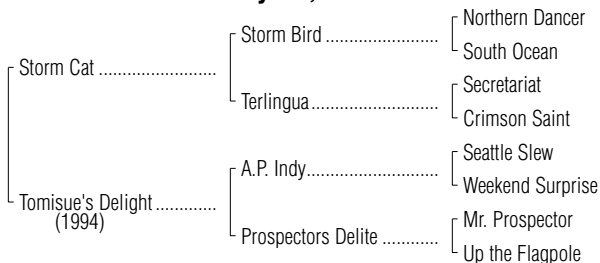 Northern Dancer
Storm Bird ........................
South Ocean
Storm Cat ........................
Secretariat
Terlingua..........................
Crimson Saint
Seattle Slew
A.P. Indy...........................
Weekend Surprise
Tomisue's Delight.............
(1994)
Mr. Prospector
Prospectors Delite ............
Up the Flagpole